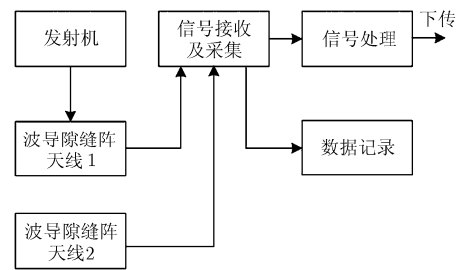 发射机
信号接收
及采集
信号处理
下传
波导隙缝阵
天线1
数据记录
波导隙缝阵
天线2